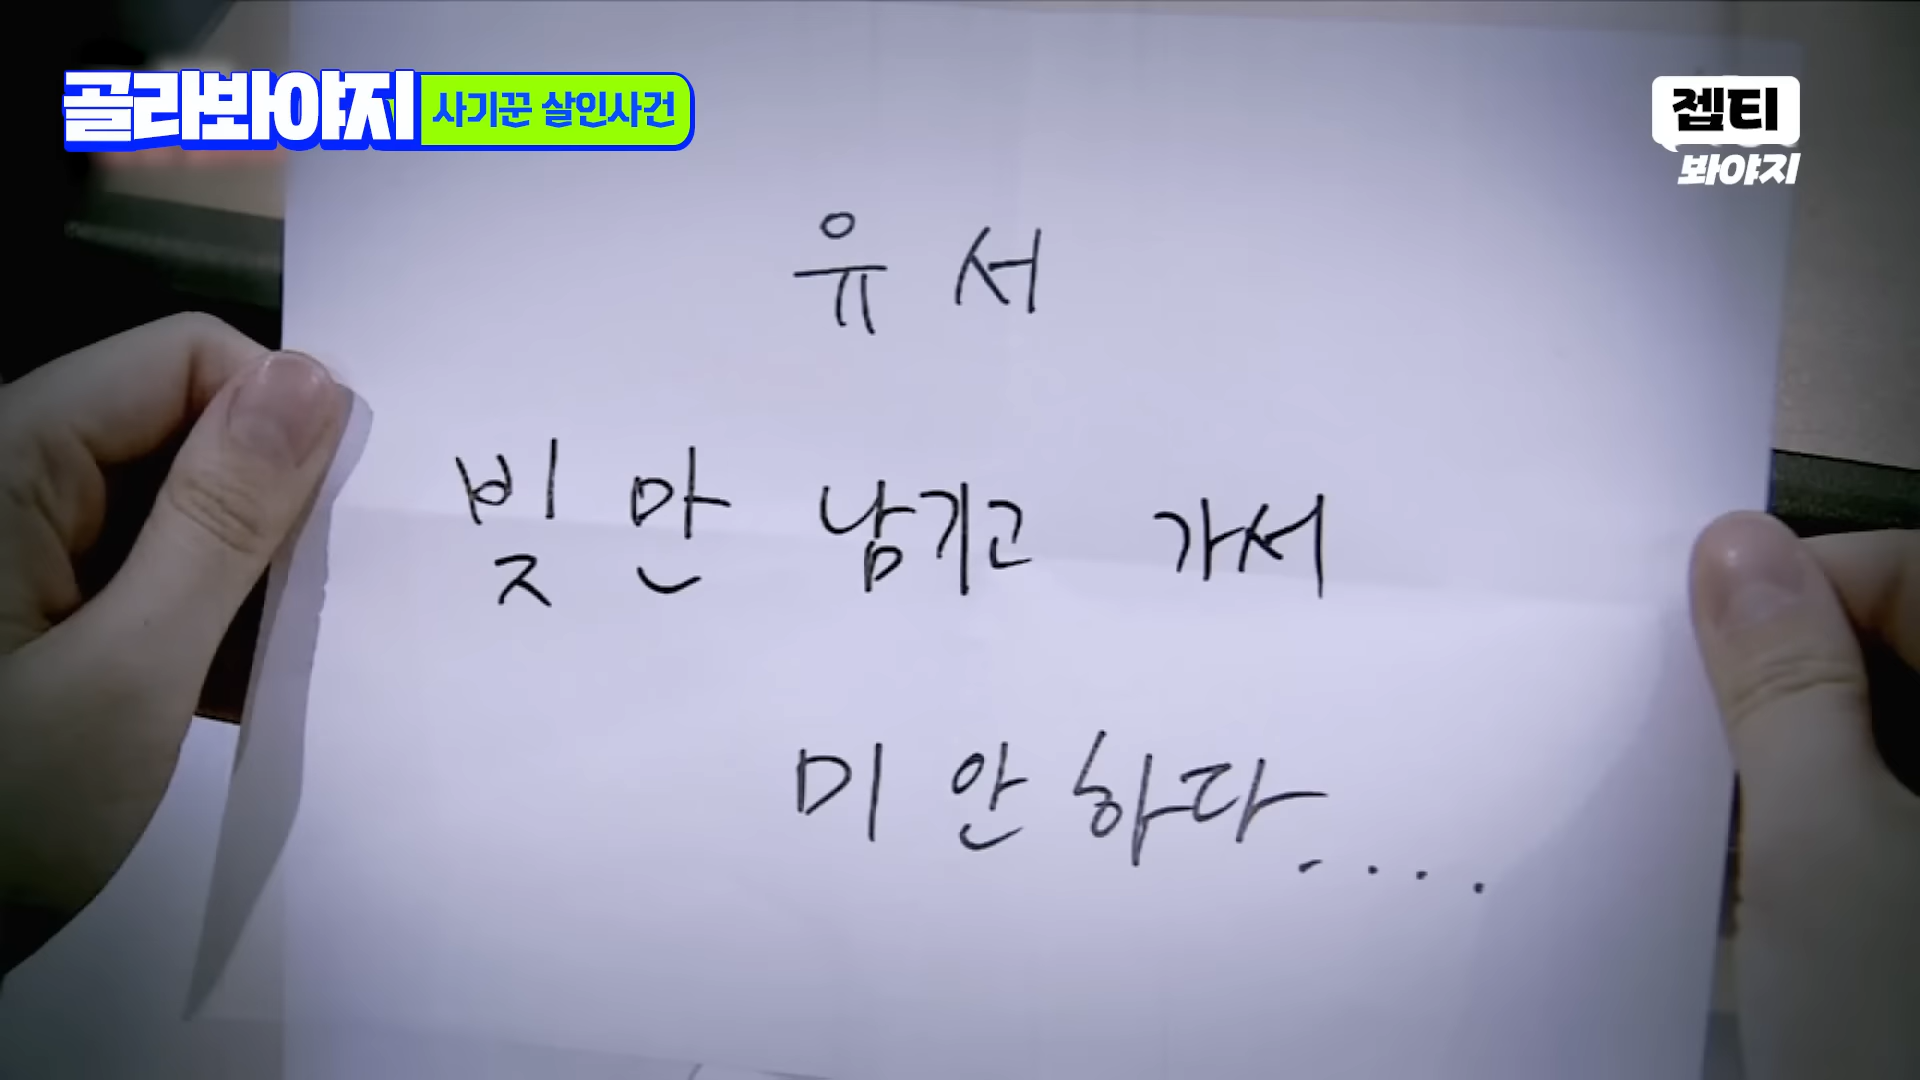 골라봐야지 사기꾼 살인사건
젭티
봐야지
유서
빚만 남기고 가서
미안하다....